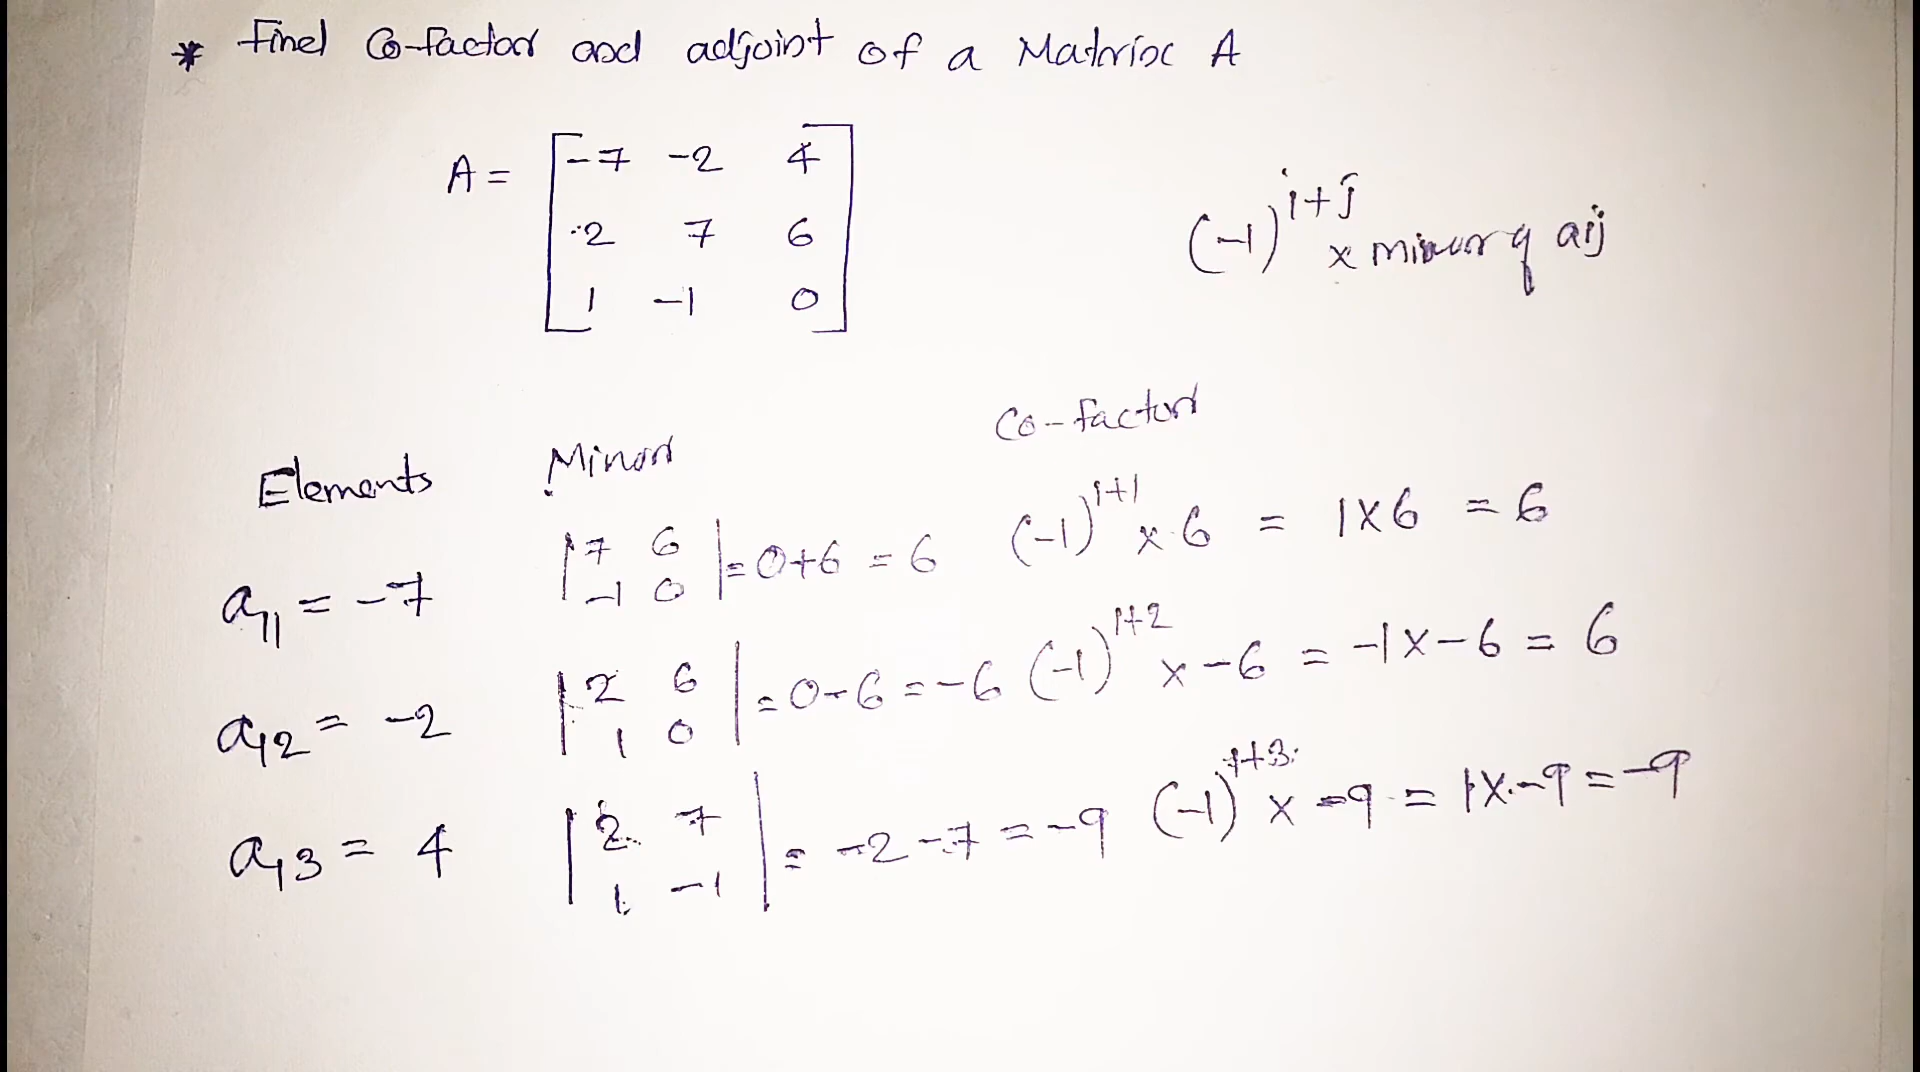 * Find Co-factor and adjoint of a Matrix A
A = [ -7 -2 4
2 7 6
1 -1 0 ]
(-1)^{i+j} x minor of aij
Elements Minor Co-factor
a11 = -7 |7 6; -1 0| = 0+6 = 6 (-1)^{1+1} x 6 = 1x6 = 6
a12 = -2 |2 6; 1 0| = 0-6 = -6 (-1)^{1+2} x -6 = -1x-6 = 6
a13 = 4 |2 7; 1 -1| = -2-7 = -9 (-1)^{1+3} x -9 = 1x-9 = -9